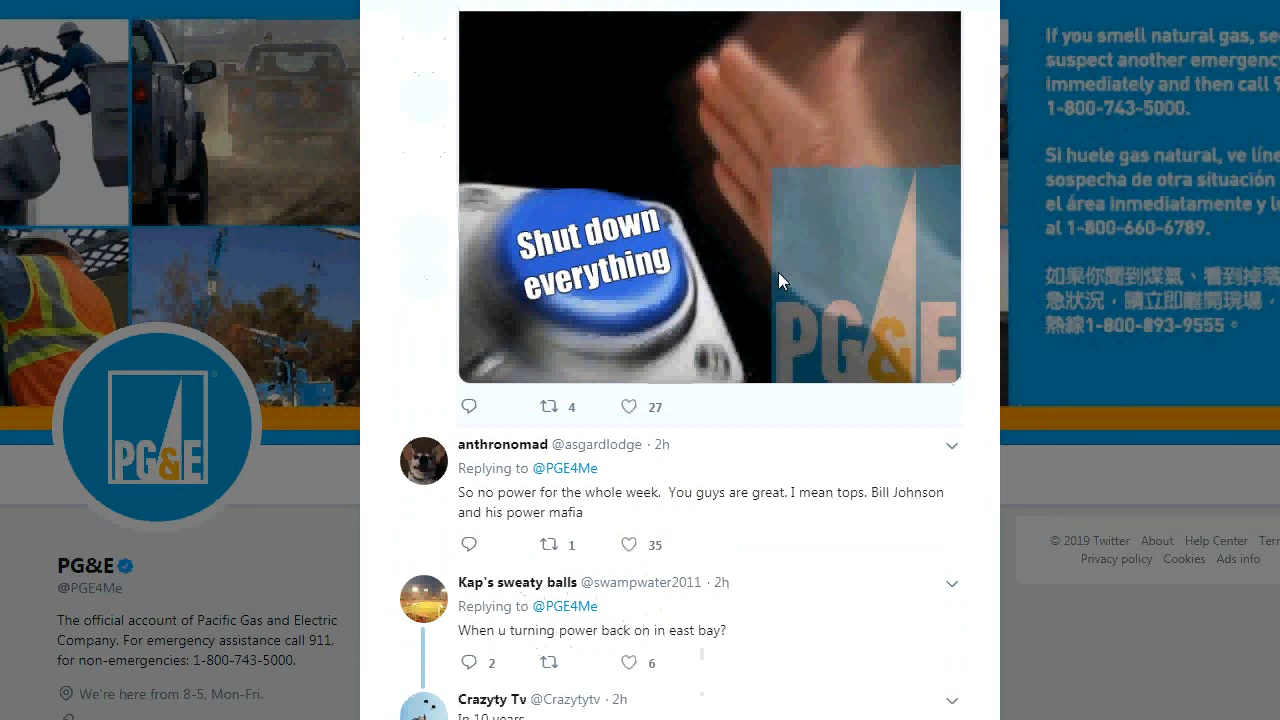 If you smell natural gas, se
suspect another emergency
immediately and then call 9
1-800-743-5000.
Si huele gas natural, ve líne
sospecha de otra situación
el área inmediatamente y lu
al 1-800-660-6789.
如果你聞到煤氣、看到掉落
急狀況，請立即離開現場，
熱線1-800-893-9555。
Shut down
everything
PG&E
4 27
anthronomad @asgardlodge · 2h
Replying to @PGE4Me
So no power for the whole week. You guys are great. I mean tops. Bill Johnson
and his power mafia
1 35
Kap's sweaty balls @swampwater2011 · 2h
Replying to @PGE4Me
When u turning power back on in east bay?
2 6
Crazyty Tv @Crazytytv · 2h
In 10 years
PG&E
PG&E
@PGE4Me
The official account of Pacific Gas and Electric
Company. For emergency assistance call 911,
for non-emergencies: 1-800-743-5000.
We're here from 8-5, Mon-Fri.
© 2019 Twitter About Help Center Ter
Privacy policy Cookies Ads info